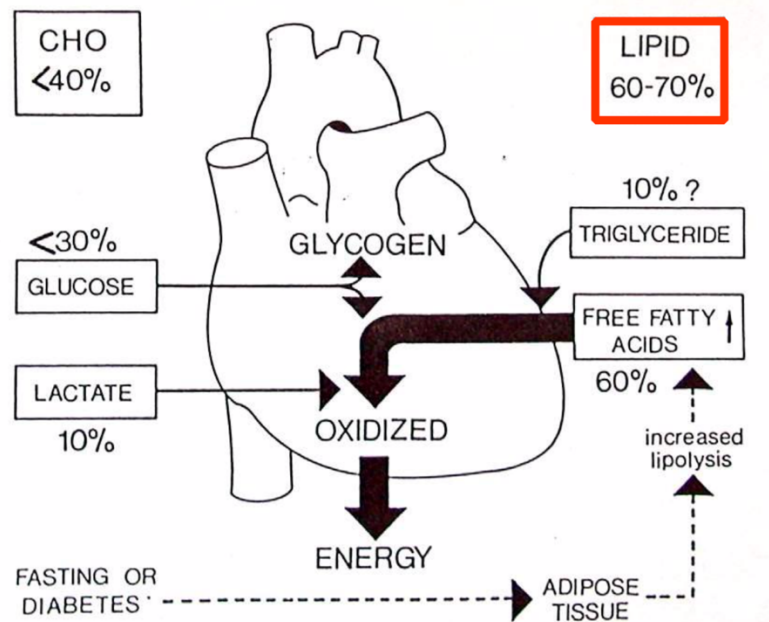 CHO
<40%
LIPID
60-70%
10% ?
TRIGLYCERIDE
<30%
GLUCOSE
GLYCOGEN
FREE FATTY
ACIDS
60%
LACTATE
10%
OXIDIZED
increased
lipolysis
ENERGY
FASTING OR
DIABETES
ADIPOSE
TISSUE